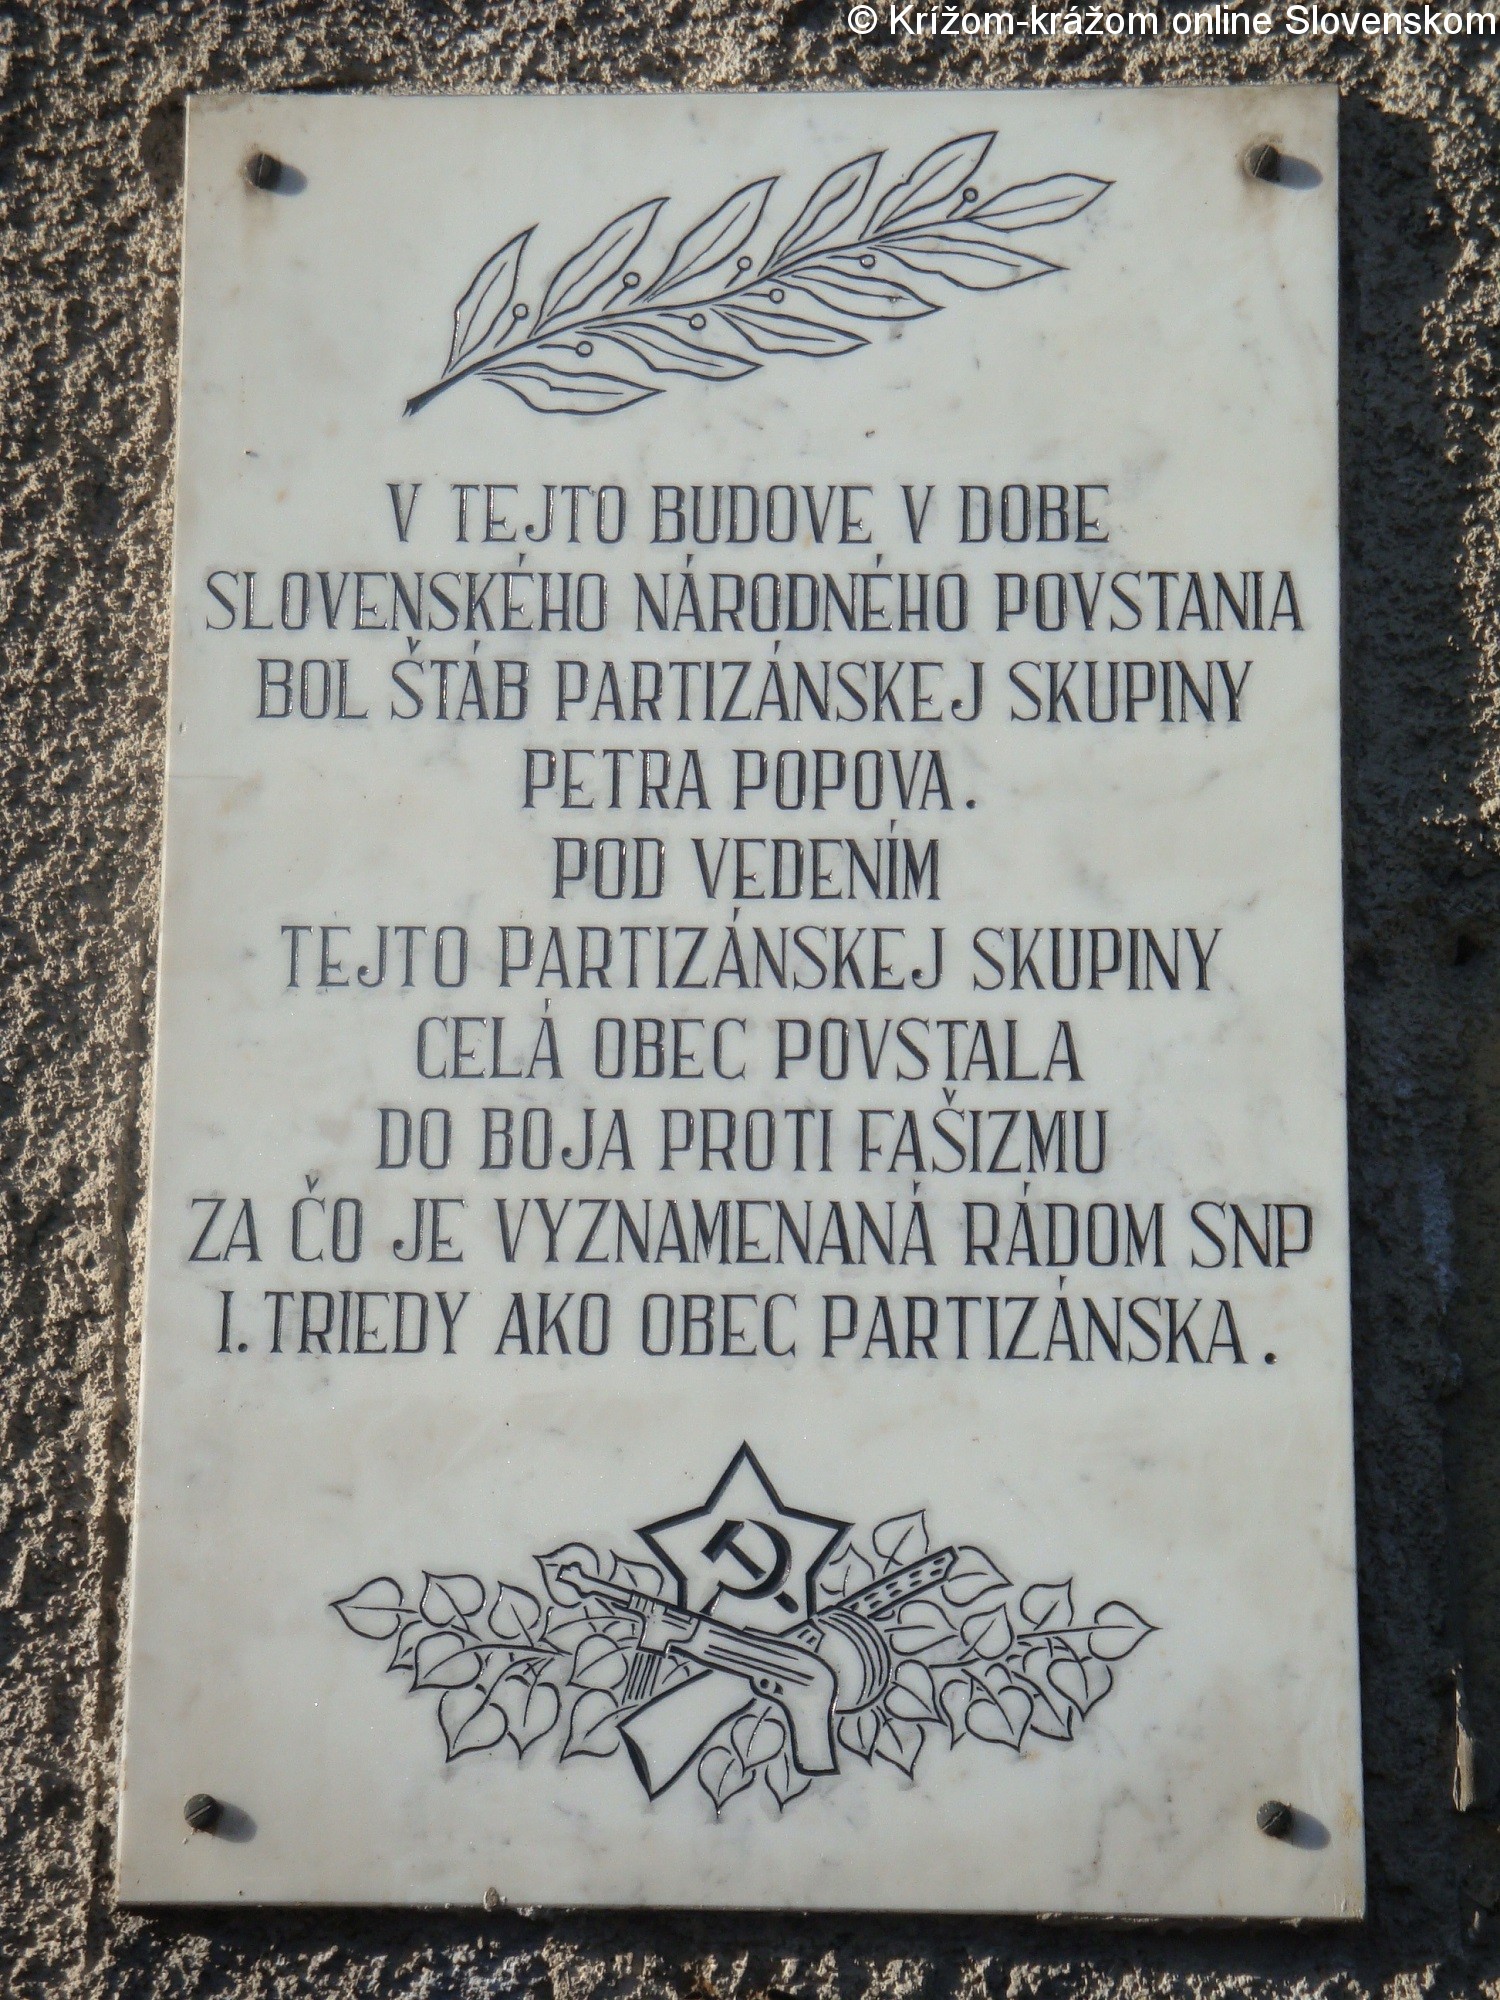 © Krížom-krážom online Slovenskom
V TEJTO BUDOVE V DOBE
SLOVENSKÉHO NÁRODNÉHO POVSTANIA
BOL ŠTÁB PARTIZÁNSKEJ SKUPINY
PETRA POPOVA.
POD VEDENÍM
TEJTO PARTIZÁNSKEJ SKUPINY
CELÁ OBEC POVSTALA
DO BOJA PROTI FAŠIZMU
ZA ČO JE VYZNAMENANÁ RÁDOM SNP
I. TRIEDY AKO OBEC PARTIZÁNSKA.